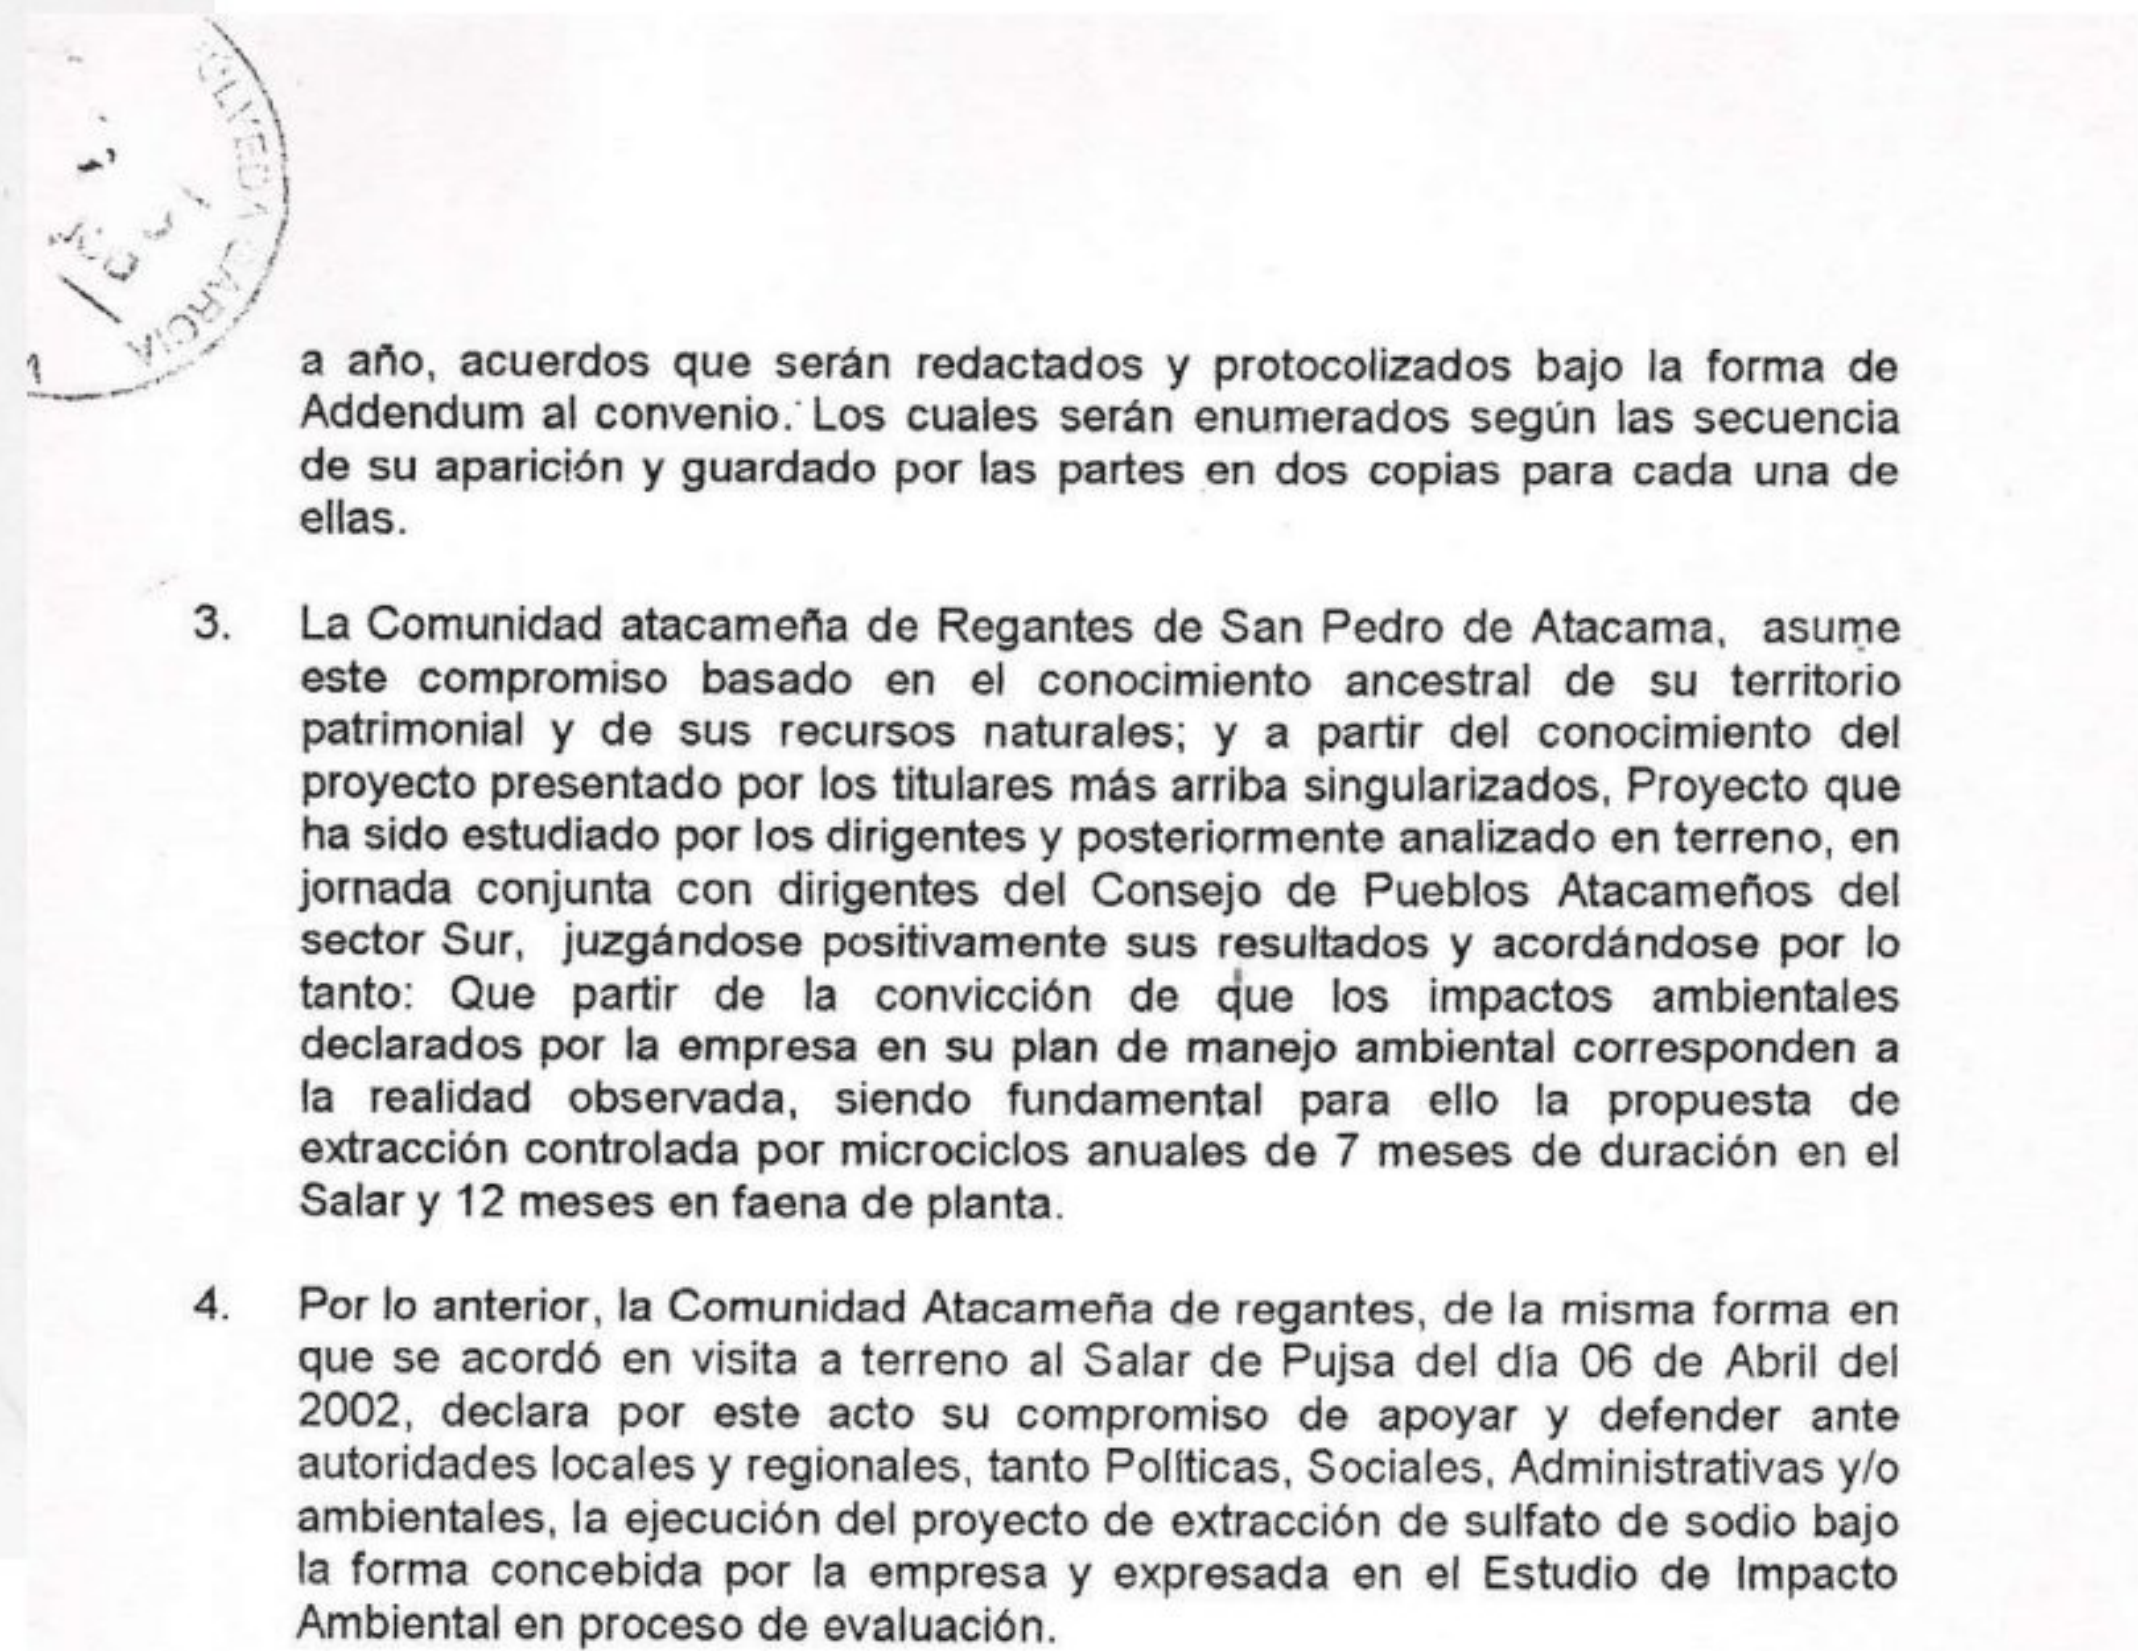 GARCIA
a año, acuerdos que serán redactados y protocolizados bajo la forma de
Addendum al convenio. Los cuales serán enumerados según las secuencia
de su aparición y guardado por las partes en dos copias para cada una de
ellas.
3. La Comunidad atacameña de Regantes de San Pedro de Atacama, asume
este compromiso basado en el conocimiento ancestral de su territorio
patrimonial y de sus recursos naturales; y a partir del conocimiento del
proyecto presentado por los titulares más arriba singularizados, Proyecto que
ha sido estudiado por los dirigentes y posteriormente analizado en terreno, en
jornada conjunta con dirigentes del Consejo de Pueblos Atacameños del
sector Sur, juzgándose positivamente sus resultados y acordándose por lo
tanto: Que partir de la convicción de que los impactos ambientales
declarados por la empresa en su plan de manejo ambiental corresponden a
la realidad observada, siendo fundamental para ello la propuesta de
extracción controlada por microciclos anuales de 7 meses de duración en el
Salar y 12 meses en faena de planta.
4. Por lo anterior, la Comunidad Atacameña de regantes, de la misma forma en
que se acordó en visita a terreno al Salar de Pujsa del día 06 de Abril del
2002, declara por este acto su compromiso de apoyar y defender ante
autoridades locales y regionales, tanto Políticas, Sociales, Administrativas y/o
ambientales, la ejecución del proyecto de extracción de sulfato de sodio bajo
la forma concebida por la empresa y expresada en el Estudio de Impacto
Ambiental en proceso de evaluación.